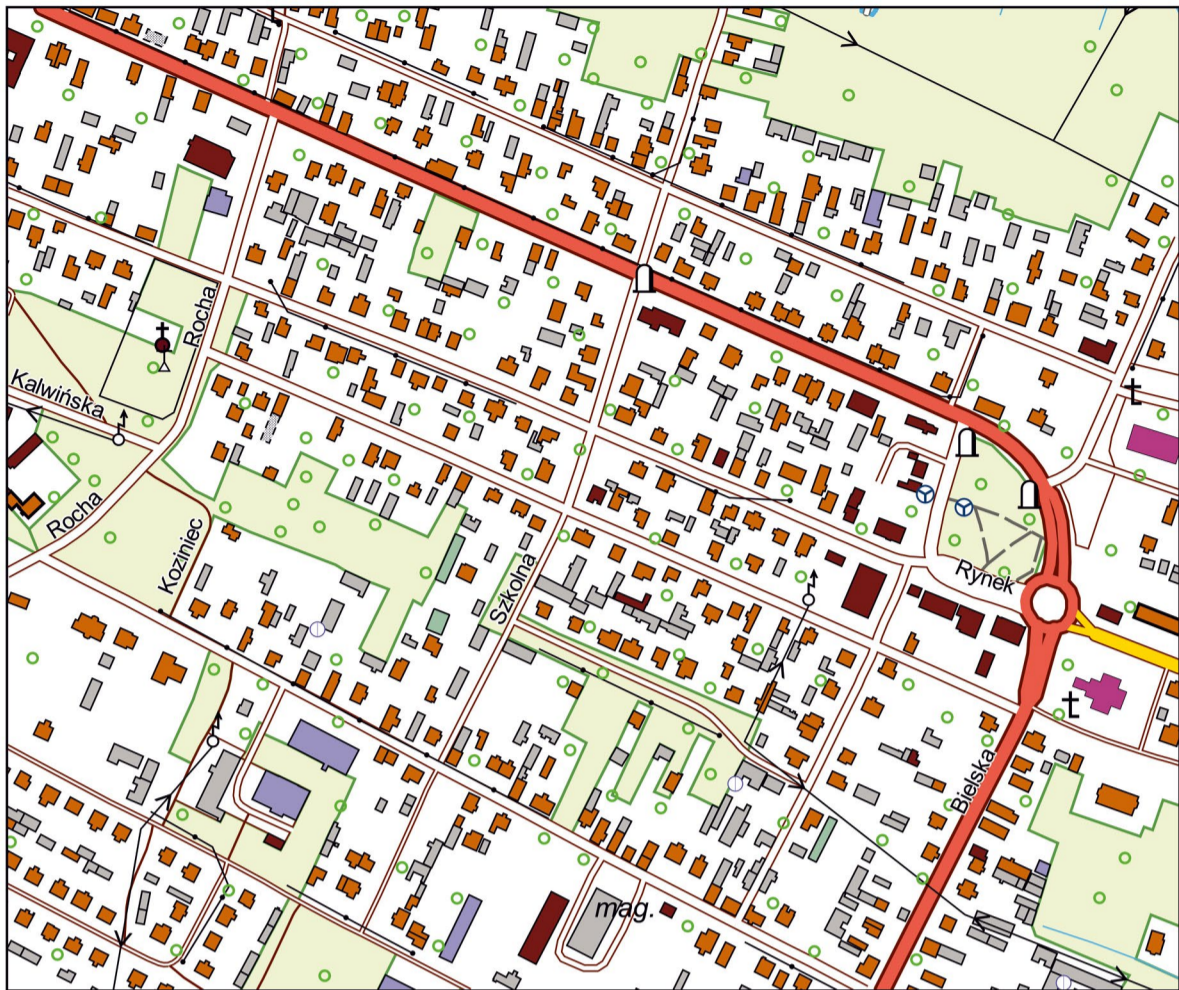 Rocha
Kalwińska
Rocha
Koziniec
Szkolna
Rynek
Bielska
mag.